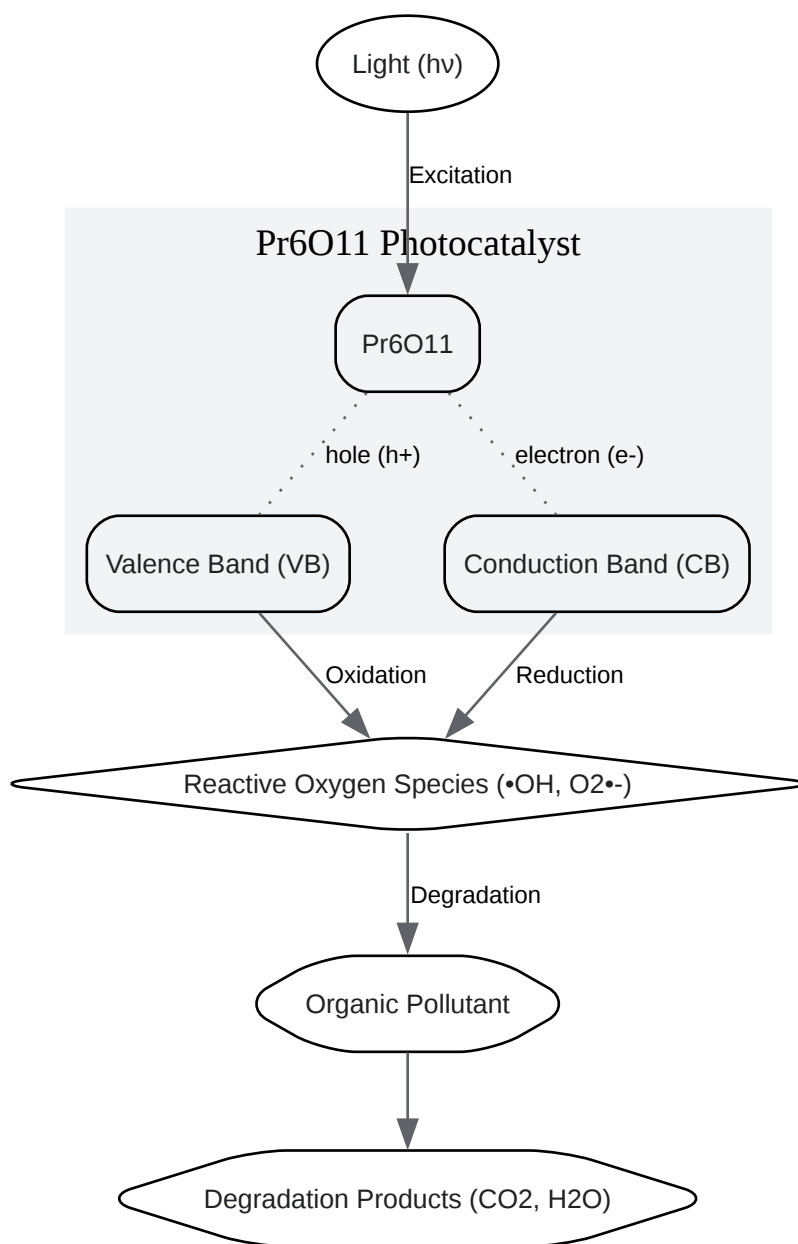 Light (hν)
Excitation
Pr6O11 Photocatalyst
Pr6O11
hole (h+)
electron (e-)
Valence Band (VB)
Conduction Band (CB)
Oxidation
Reduction
Reactive Oxygen Species (•OH, O2•-)
Degradation
Organic Pollutant
Degradation Products (CO2, H2O)